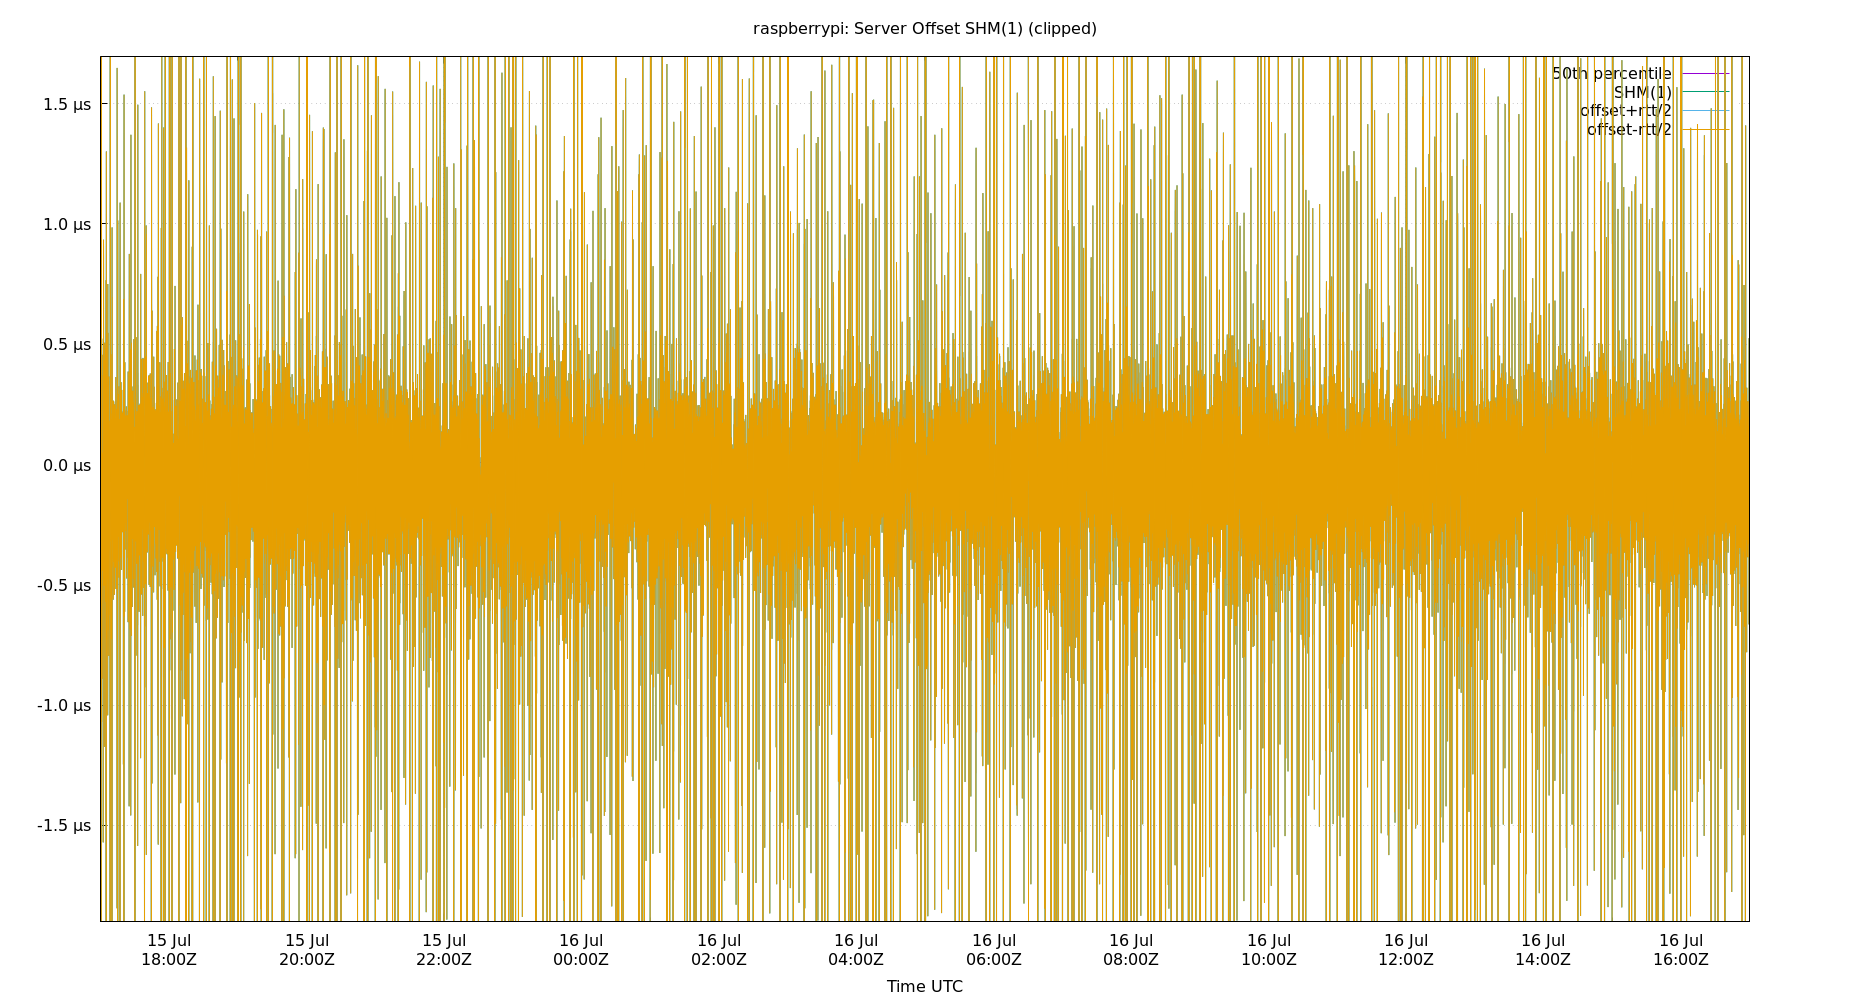 raspberrypi: Server Offset SHM(1) (clipped)
50th percentile
SHM(1)
offset+rtt/2
offset-rtt/2
1.5 µs
1.0 µs
0.5 µs
0.0 µs
-0.5 µs
-1.0 µs
-1.5 µs
15 Jul 15 Jul 15 Jul 16 Jul 16 Jul 16 Jul 16 Jul 16 Jul 16 Jul 16 Jul 16 Jul 16 Jul
18:00Z 20:00Z 22:00Z 00:00Z 02:00Z 04:00Z 06:00Z 08:00Z 10:00Z 12:00Z 14:00Z 16:00Z
Time UTC